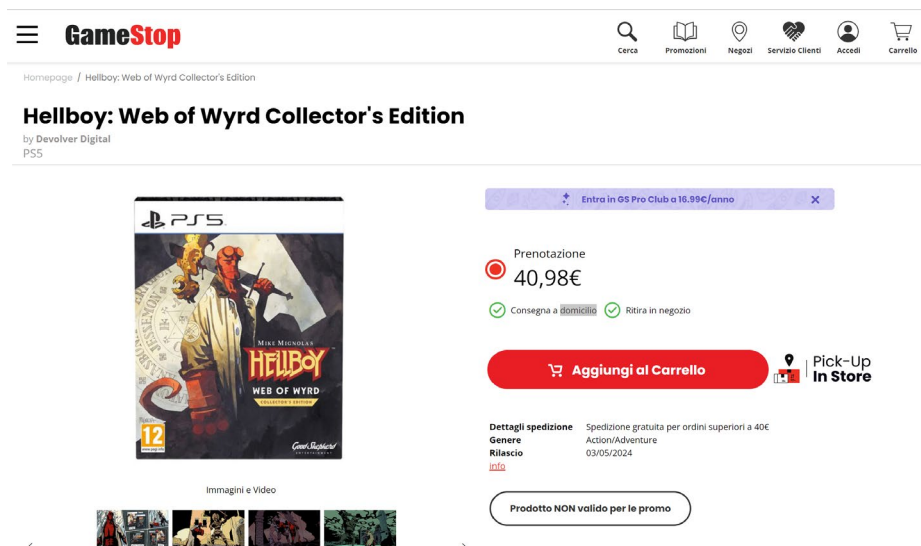 GameStop
Cerca
Promozioni
Negozi
Servizio Clienti
Accedi
Carrello
Homepage / Hellboy: Web of Wyrd Collector's Edition
Hellboy: Web of Wyrd Collector's Edition
by Devolver Digital
PS5
Entra in GS Pro Club a 16.99€/anno
PS5
MIKE MIGNOLA'S
HELLBOY
WEB OF WYRD
COLLECTOR'S EDITION
12
www.pegi.info
Good Shepherd
ENTERTAINMENT
Prenotazione
40,98€
Consegna a domicilio
Ritira in negozio
Aggiungi al Carrello
Pick-Up
In Store
Dettagli spedizione Spedizione gratuita per ordini superiori a 40€
Genere Action/Adventure
Rilascio 03/05/2024
info
Immagini e Video
Prodotto NON valido per le promo